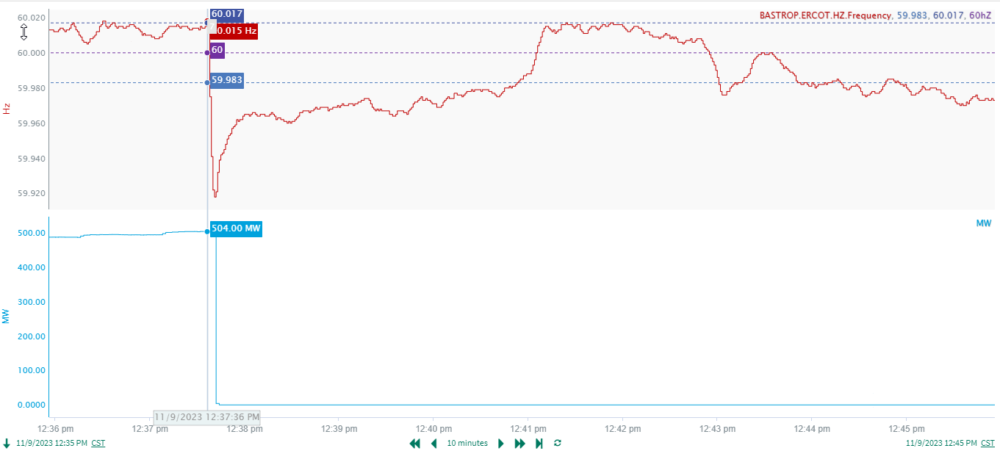 60.020
60.000
59.980
59.960
59.940
59.920
Hz
60.017
0.015 Hz
60
59.983
BASTROP.ERCOT.HZ.Frequency, 59.983, 60.017, 60hZ
MW
500.00
400.00
300.00
200.00
100.00
0.0000
MW
504.00 MW
11/9/2023 12:37:36 PM
12:36 pm 12:37 pm 12:38 pm 12:39 pm 12:40 pm 12:41 pm 12:42 pm 12:43 pm 12:44 pm 12:45 pm
11/9/2023 12:35 PM CST 10 minutes 11/9/2023 12:45 PM CST